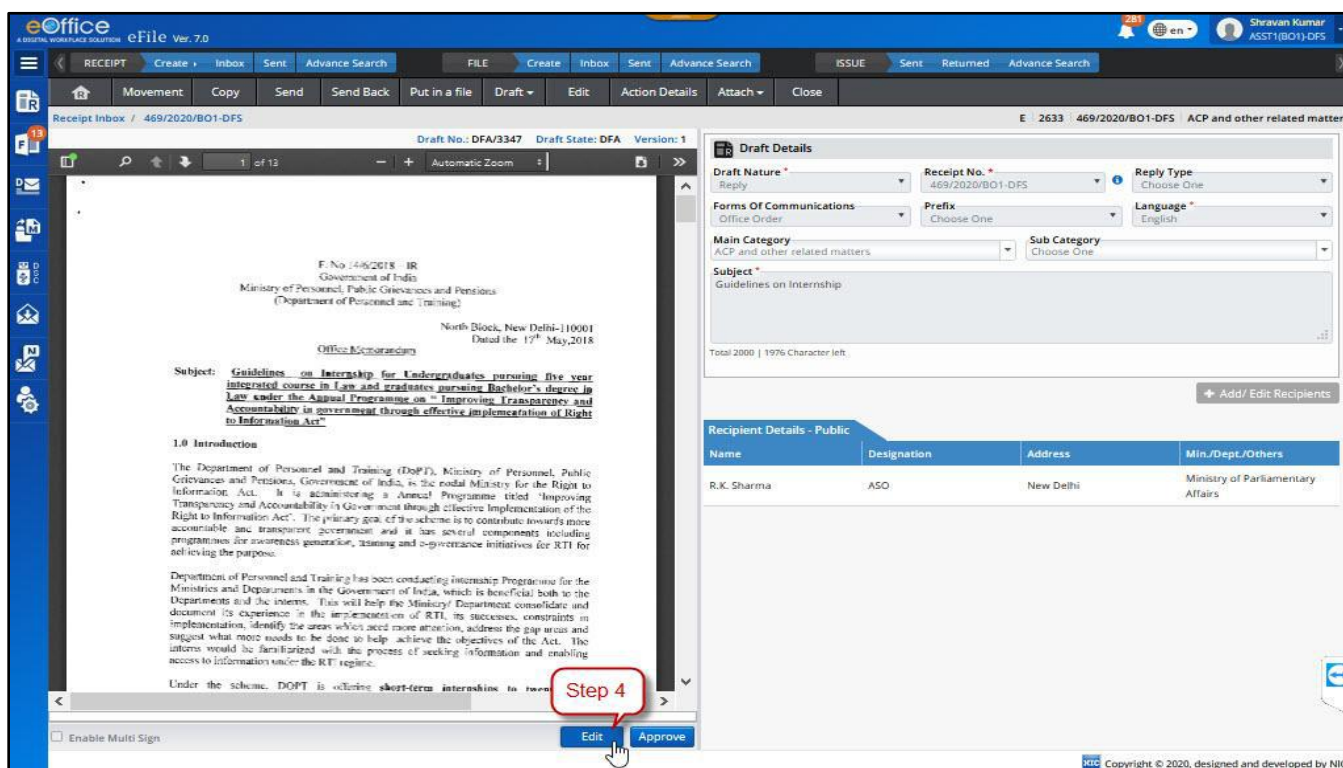 eOffice
A DIGITAL WORKPLACE SOLUTION
eFile Ver. 7.0
281
en
Shravan Kumar
ASST1(BO1)-DFS
RECEIPT Create Inbox Sent Advance Search FILE Create Inbox Sent Advance Search ISSUE Sent Returned Advance Search
Movement Copy Send Send Back Put in a file Draft Edit Action Details Attach Close
Receipt Inbox / 469/2020/BO1-DFS
E 2633 469/2020/BO1-DFS ACP and other related matter
13
Draft No.: DFA/3347 Draft State: DFA Version: 1
1 of 13 − + Automatic Zoom
F. No 14/6/2018 – IR
Government of India
Ministry of Personnel, Public Grievances and Pensions
(Department of Personnel and Training)
North Block, New Delhi-110001
Dated the 17th May,2018
Office Memorandum
Subject: Guidelines on Internship for Undergraduates pursuing five year
integrated course in Law and graduates pursuing Bachelor's degree in
Law under the Annual Programme on " Improving Transparency and
Accountability in government through effective implementation of Right
to Information Act"
1.0 Introduction
The Department of Personnel and Training (DoPT), Ministry of Personnel, Public
Grievances and Pensions, Government of India, is the nodal Ministry for the Right to
Information Act. It is administering a Annual Programme titled 'Improving
Transparency and Accountability in Government through effective Implementation of the
Right to Information Act". The primary goal of the scheme is to contribute towards more
accountable and transparent government and it has several components including
programmes for awareness generation, training and e-governance initiatives for RTI for
achieving the purpose.
Department of Personnel and Training has been conducting internship Programme for the
Ministries and Departments in the Government of India, which is beneficial both to the
Departments and the interns. This will help the Ministry/ Department consolidate and
document its experience in the implementation of RTI, its successes, constraints in
implementation, identify the areas which need more attention, address the gap areas and
suggest what more needs to be done to help achieve the objectives of the Act. The
interns would be familiarized with the process of seeking information and enabling
access to information under the RTI regime.
Under the scheme, DOPT is offering short-term internships to
Step 4
Enable Multi Sign
Edit Approve
Draft Details
Draft Nature * Receipt No. * Reply Type
Reply 469/2020/BO1-DFS Choose One
Forms Of Communications Prefix Language *
Office Order Choose One English
Main Category Sub Category
ACP and other related matters Choose One
Subject *
Guidelines on Internship
Total 2000 | 1976 Character left
+ Add/ Edit Recipients
Recipient Details - Public
Name Designation Address Min./Dept./Others
R.K. Sharma ASO New Delhi Ministry of Parliamentary
Affairs
NIC Copyright © 2020, designed and developed by NI